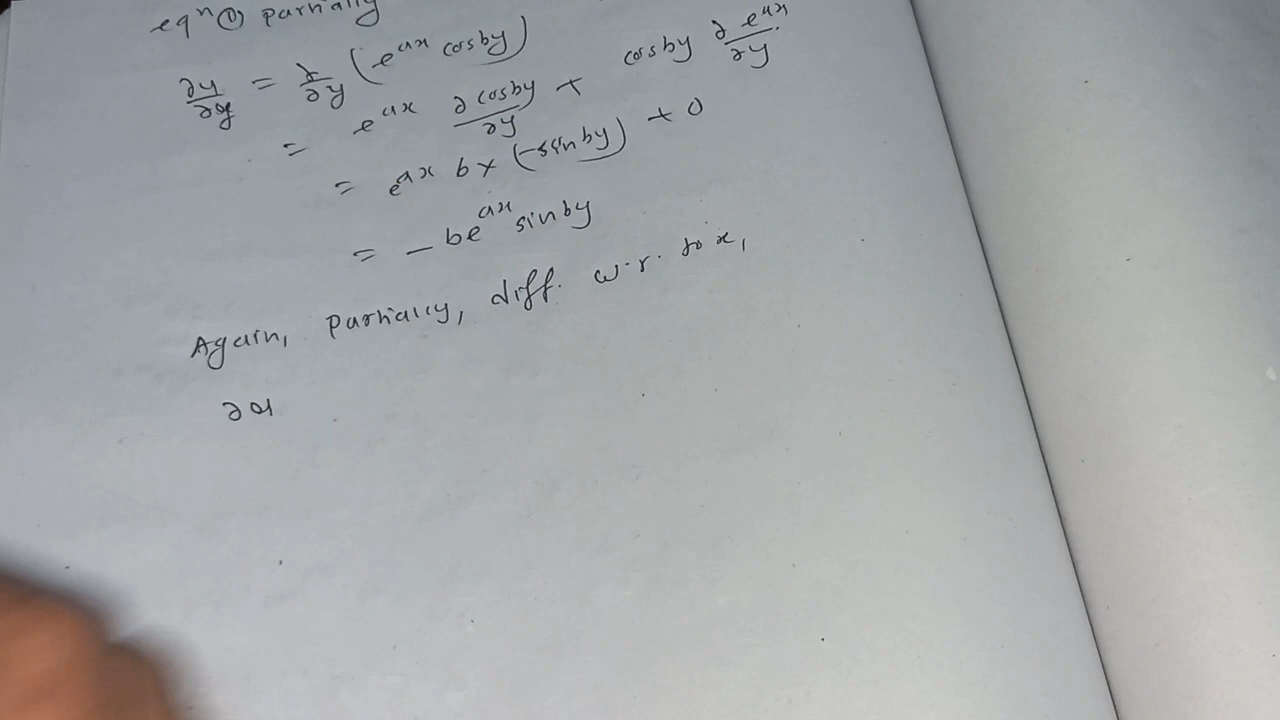 eqⁿ ① partially
∂u/∂y = ∂/∂y (e^{ax} cosby)
= e^{ax} ∂cosby/∂y + cosby ∂e^{ax}/∂y
= e^{ax} b × (-sinby) + 0
= - be^{ax} sinby
Again, partially, diff. w.r. to x,
∂